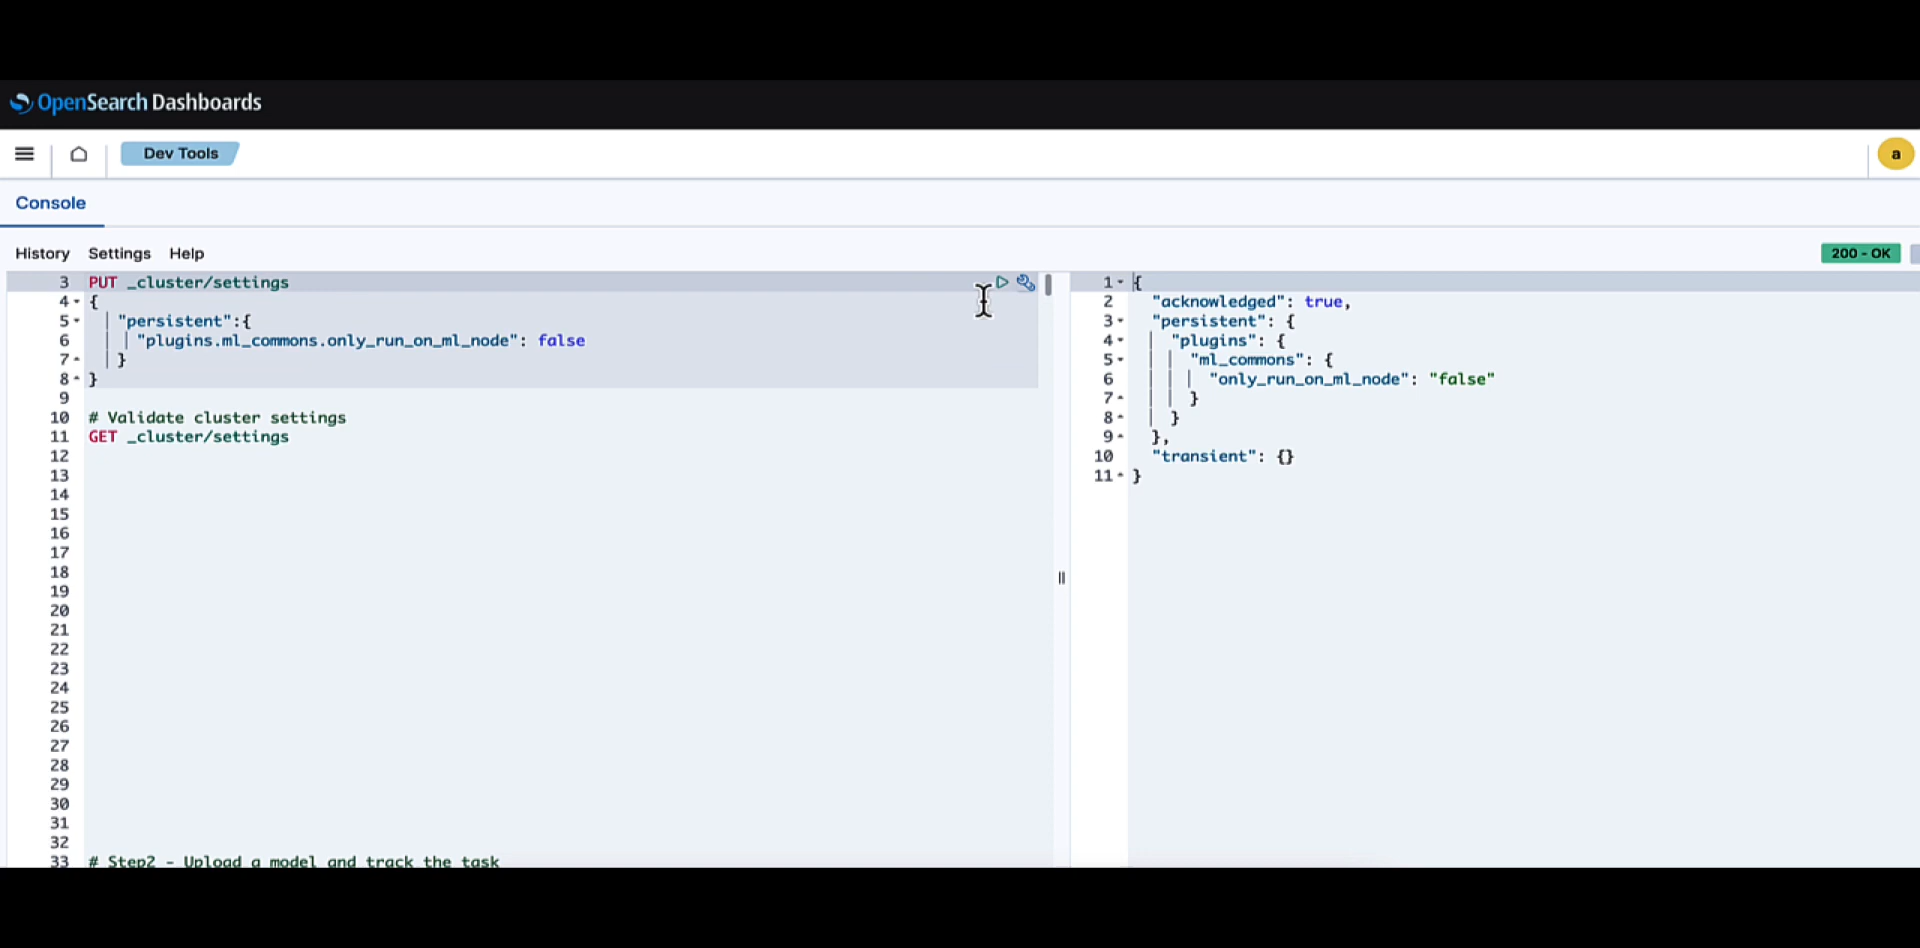 OpenSearch Dashboards
Dev Tools
a
Console
History Settings Help
200 - OK
3 PUT _cluster/settings
4 {
5 "persistent":{
6 "plugins.ml_commons.only_run_on_ml_node": false
7 }
8 }
9
10 # Validate cluster settings
11 GET _cluster/settings
12
13
14
15
16
17
18
19
20
21
22
23
24
25
26
27
28
29
30
31
32
33 # Step2 - Upload a model and track the task
1 {
2 "acknowledged": true,
3 "persistent": {
4 "plugins": {
5 "ml_commons": {
6 "only_run_on_ml_node": "false"
7 }
8 }
9 },
10 "transient": {}
11 }